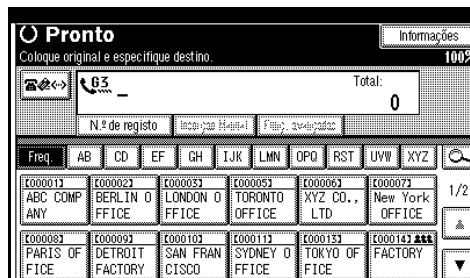 Pronto
Informações
Coloque original e especifique destino.
100%
G3
Total:
0
N.º de registo
Freq.
AB
CD
EF
GH
IJK
LMN
OPQ
RST
UVW
XYZ
[00001]
ABC COMP
ANY
[00002]
BERLIN O
FFICE
[00003]
LONDON O
FFICE
[00005]
TORONTO
OFFICE
[00006]
XYZ CO.,
LTD
[00007]
New York
OFFICE
1/2
[00008]
PARIS OF
FICE
[00009]
DETROIT
FACTORY
[00010]
SAN FRAN
CISCO
[00011]
SYDNEY O
FFICE
[00013]
TOKYO OF
FICE
[00014]
FACTORY